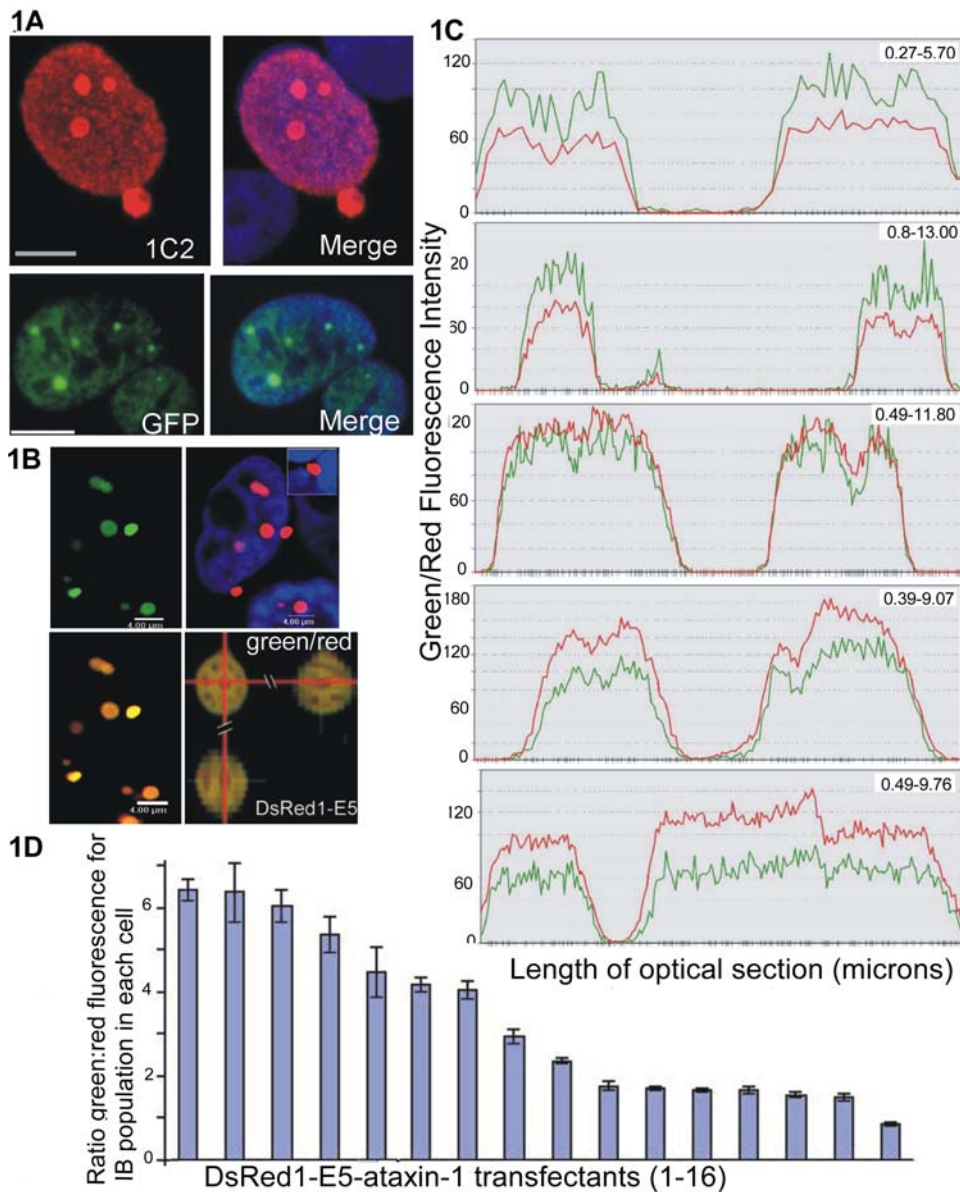 1A
1C2
Merge
GFP
Merge
1B
4.00 µm
4.00 µm
green/red
4.00 µm
DsRed1-E5
1C
Green/Red Fluorescence Intensity
120
60
0
0.27-5.70
20
60
0
0.8-13.00
120
60
0
0.49-11.80
180
120
60
0
0.39-9.07
120
60
0
0.49-9.76
Length of optical section (microns)
1D
Ratio green:red fluorescence for
IB population in each cell
6
4
2
0
DsRed1-E5-ataxin-1 transfectants (1-16)